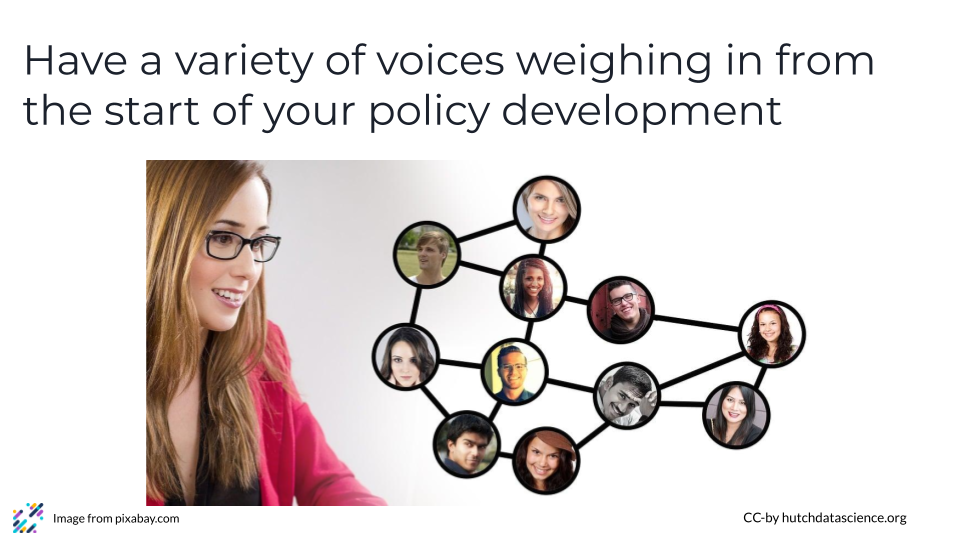 Have a variety of voices weighing in from
the start of your policy development
Image from pixabay.com
CC-by hutchdatascience.org